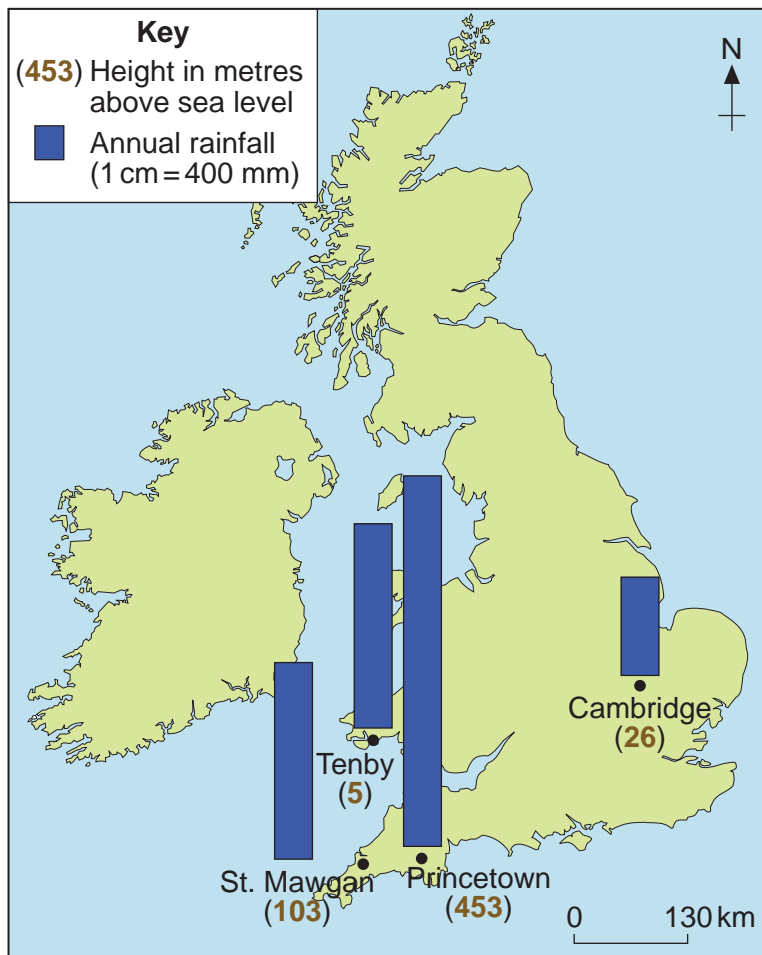 Key
(453) Height in metres
above sea level
Annual rainfall
(1 cm = 400 mm)
N
Cambridge
(26)
Tenby
(5)
St. Mawgan
(103)
Princetown
(453)
0 130 km